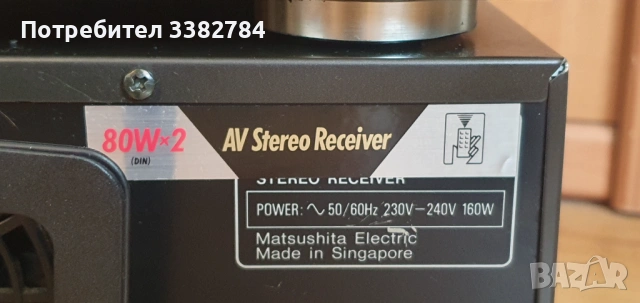 Потребител 3382784
80W×2
(DIN)
AV Stereo Receiver
STEREO RECEIVER
POWER: ∿ 50/60Hz 230V–240V 160W
Matsushita Electric
Made in Singapore
BAZAR